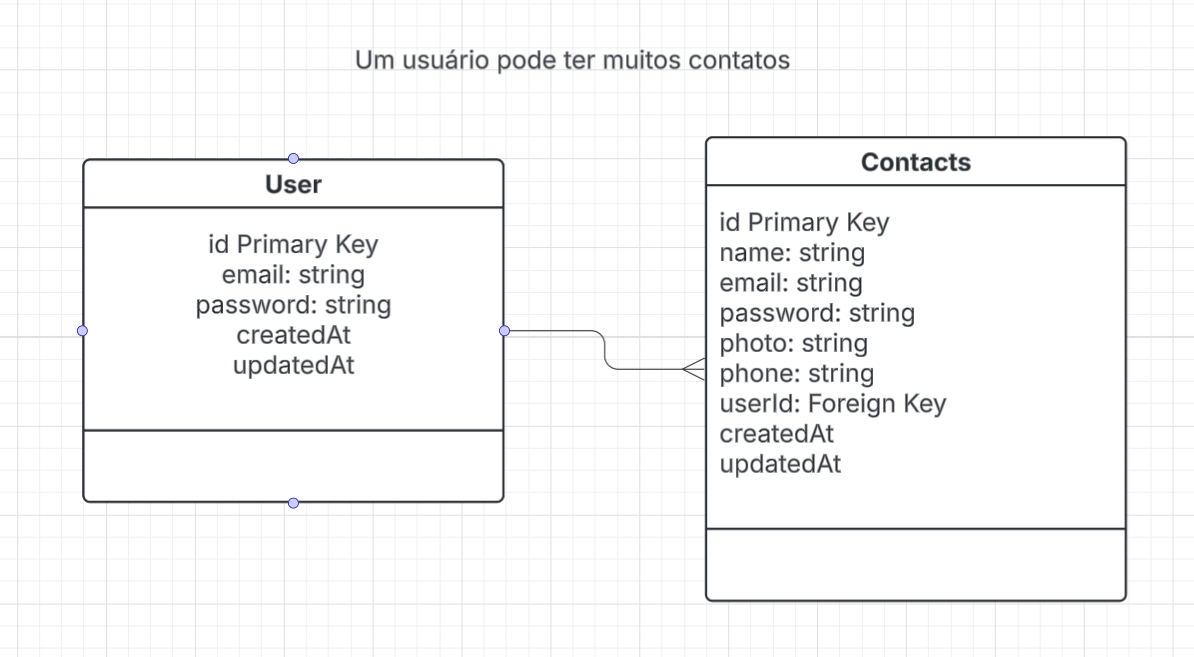 Um usuário pode ter muitos contatos
User
id Primary Key
email: string
password: string
createdAt
updatedAt
Contacts
id Primary Key
name: string
email: string
password: string
photo: string
phone: string
userId: Foreign Key
createdAt
updatedAt